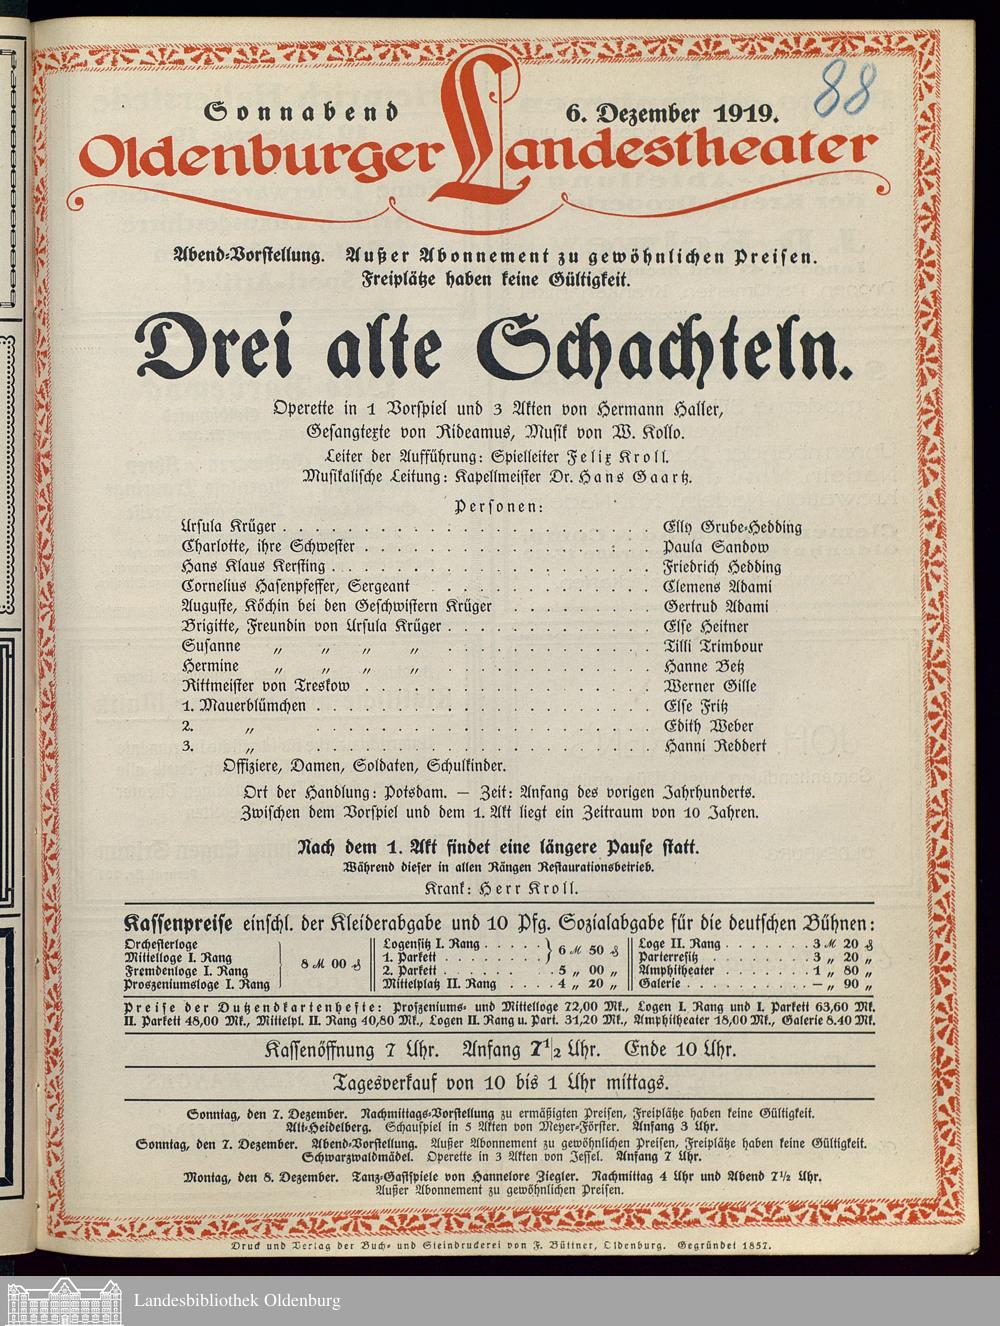 88
Sonnabend 6. Dezember 1919.
Oldenburger Landestheater
Abend-Vorstellung. Außer Abonnement zu gewöhnlichen Preisen.
Freiplätze haben keine Gültigkeit.
Drei alte Schachteln.
Operette in 1 Vorspiel und 3 Akten von Hermann Haller,
Gesangtexte von Rideamus, Musik von W. Kollo.
Leiter der Aufführung: Spielleiter Felix Kroll.
Musikalische Leitung: Kapellmeister Dr. Hans Gaartz.
Personen:
Ursula Krüger . . . Elly Grube-Hedding
Charlotte, ihre Schwester . . . Paula Sandow
Hans Klaus Kersting . . . Friedrich Hedding
Cornelius Hasenpfeffer, Sergeant . . . Clemens Adami
Auguste, Köchin bei den Geschwistern Krüger . . . Gertrud Adami
Brigitte, Freundin von Ursula Krüger . . . Else Heitner
Susanne „ „ „ „ . . . Tilli Trimbour
Hermine „ „ „ „ . . . Hanne Betz
Rittmeister von Treskow . . . Werner Gille
1. Mauerblümchen . . . Else Fritz
2. „ . . . Edith Weber
3. „ . . . Hanni Reddert
Offiziere, Damen, Soldaten, Schulkinder.
Ort der Handlung: Potsdam. — Zeit: Anfang des vorigen Jahrhunderts.
Zwischen dem Vorspiel und dem 1. Akt liegt ein Zeitraum von 10 Jahren.
Nach dem 1. Akt findet eine längere Pause statt.
Während dieser in allen Rängen Restaurationsbetrieb.
Krank: Herr Kroll.
Kassenpreise einschl. der Kleiderabgabe und 10 Pfg. Sozialabgabe für die deutschen Bühnen:
Orchesterloge
Mittelloge I. Rang
Fremdenloge I. Rang
Proszeniumsloge I. Rang
8 M 00 ₰
Logensitz I. Rang . . . . .
1. Parkett . . . . . . .
6 M 50 ₰
2. Parkett . . . . . . . 5 „ 00 „
Mittelplatz II. Rang . . . . 4 „ 20 „
Loge II. Rang . . . . . . . 3 M 20 ₰
Parterresitz . . . . . . . . 3 „ 20 „
Amphitheater . . . . . . . 1 „ 80 „
Galerie . . . . . . . . . — „ 90 „
Preise der Dutzendkartenhefte: Proszeniums- und Mittelloge 72,00 Mk., Logen I. Rang und I. Parkett 63,60 Mk.
II. Parkett 48,00 Mk., Mittelpl. II. Rang 40,80 Mk., Logen II. Rang u. Part. 31,20 Mk., Amphitheater 18,00 Mk., Galerie 8.40 Mk.
Kassenöffnung 7 Uhr. Anfang 7 1/2 Uhr. Ende 10 Uhr.
Tagesverkauf von 10 bis 1 Uhr mittags.
Sonntag, den 7. Dezember. Nachmittags-Vorstellung zu ermäßigten Preisen, Freiplätze haben keine Gültigkeit.
Alt-Heidelberg. Schauspiel in 5 Akten von Meyer-Förster. Anfang 3 Uhr.
Sonntag, den 7. Dezember. Abend-Vorstellung. Außer Abonnement zu gewöhnlichen Preisen, Freiplätze haben keine Gültigkeit.
Schwarzwaldmädel. Operette in 3 Akten von Jessel. Anfang 7 Uhr.
Montag, den 8. Dezember. Tanz-Gastspiele von Hannelore Ziegler. Nachmittag 4 Uhr und Abend 7 1/2 Uhr.
Außer Abonnement zu gewöhnlichen Preisen.
Druck und Verlag der Buch- und Steindruckerei von F. Büttner, Oldenburg. Gegründet 1857.
Landesbibliothek Oldenburg